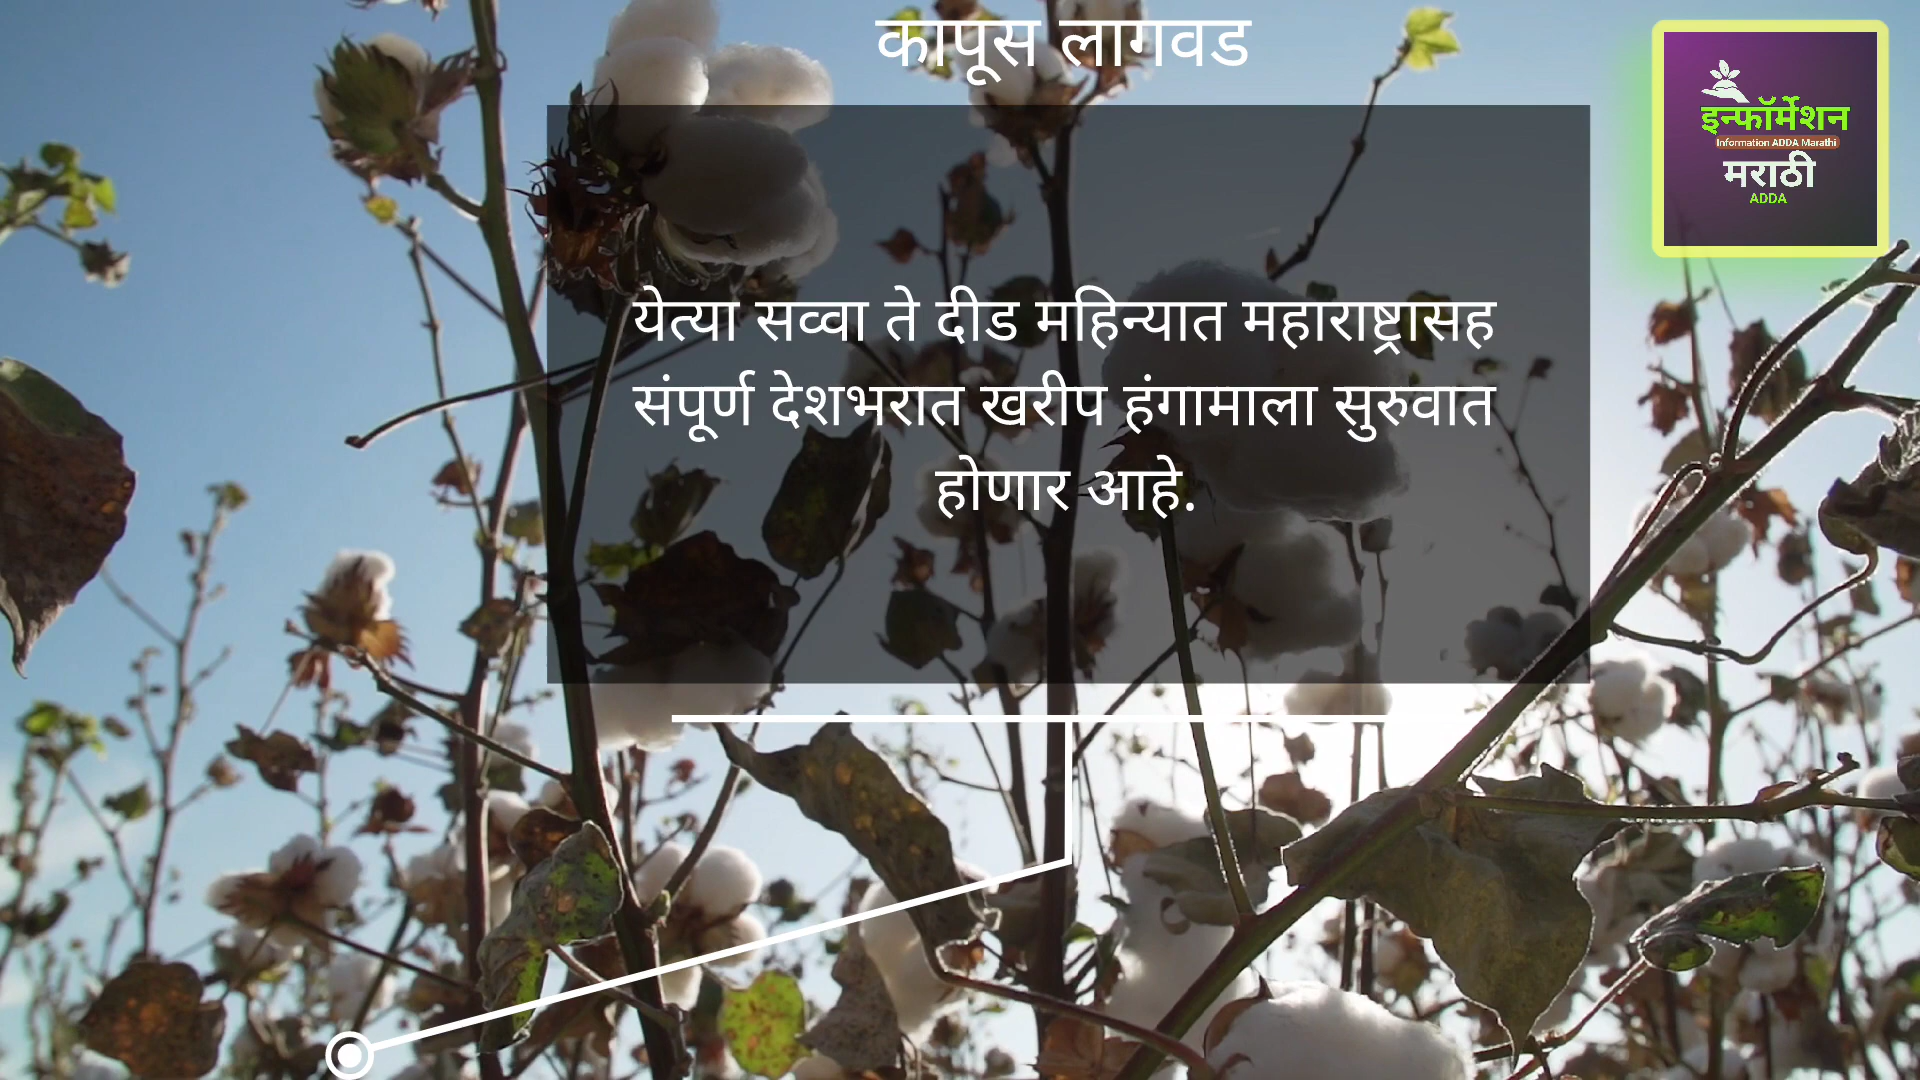 कापूस लागवड
येत्या सव्वा ते दीड महिन्यात महाराष्ट्रासह
संपूर्ण देशभरात खरीप हंगामाला सुरुवात
होणार आहे.
इन्फॉर्मेशन
Information ADDA Marathi
मराठी
ADDA